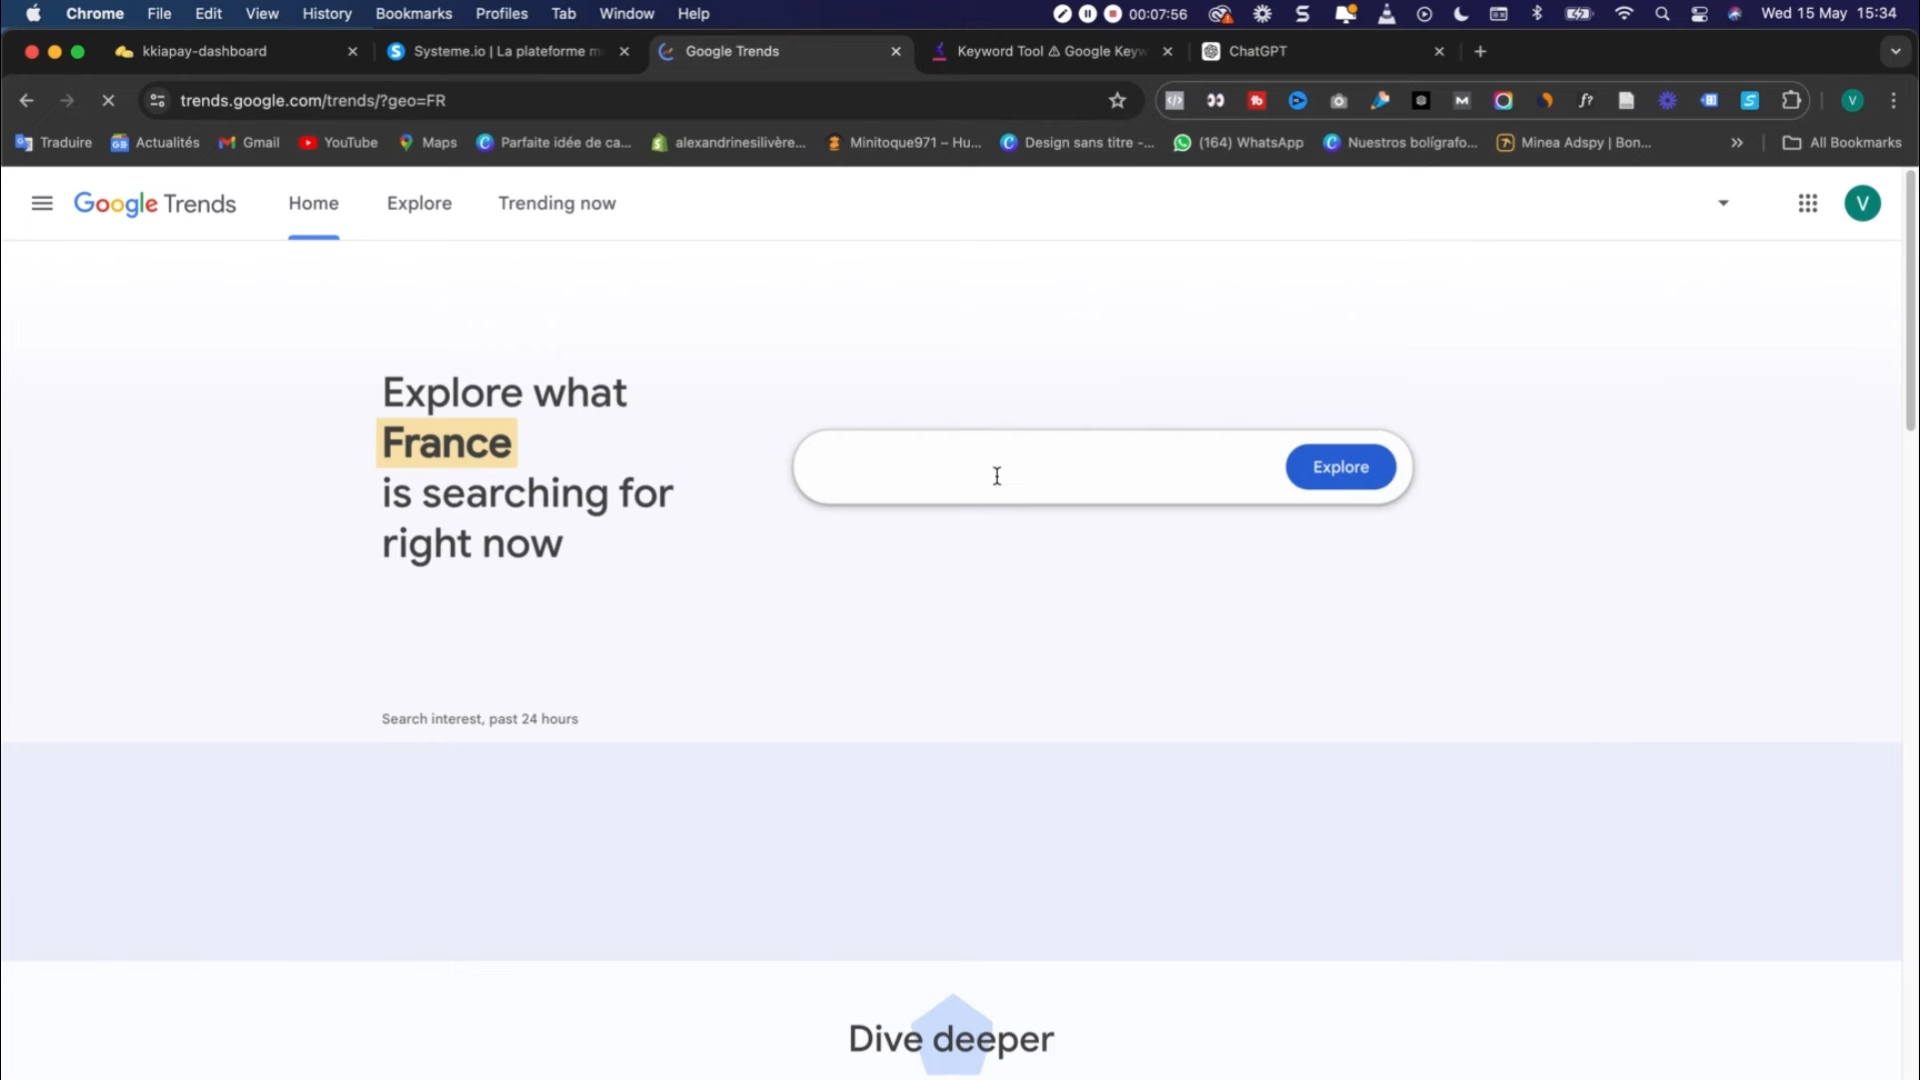 Chrome File Edit View History Bookmarks Profiles Tab Window Help 00:07:56 Wed 15 May 15:34
kkiapay-dashboard Systeme.io | La plateforme m Google Trends Keyword Tool ⚠ Google Keyw ChatGPT
trends.google.com/trends/?geo=FR
Traduire Actualités Gmail YouTube Maps Parfaite idée de ca... alexandrinesilivère... Minitoque971 – Hu... Design sans titre -... (164) WhatsApp Nuestros bolígrafo... Minea Adspy | Bon... » All Bookmarks
Google Trends Home Explore Trending now V
Explore what
France
is searching for
right now
Explore
Search interest, past 24 hours
Dive deeper